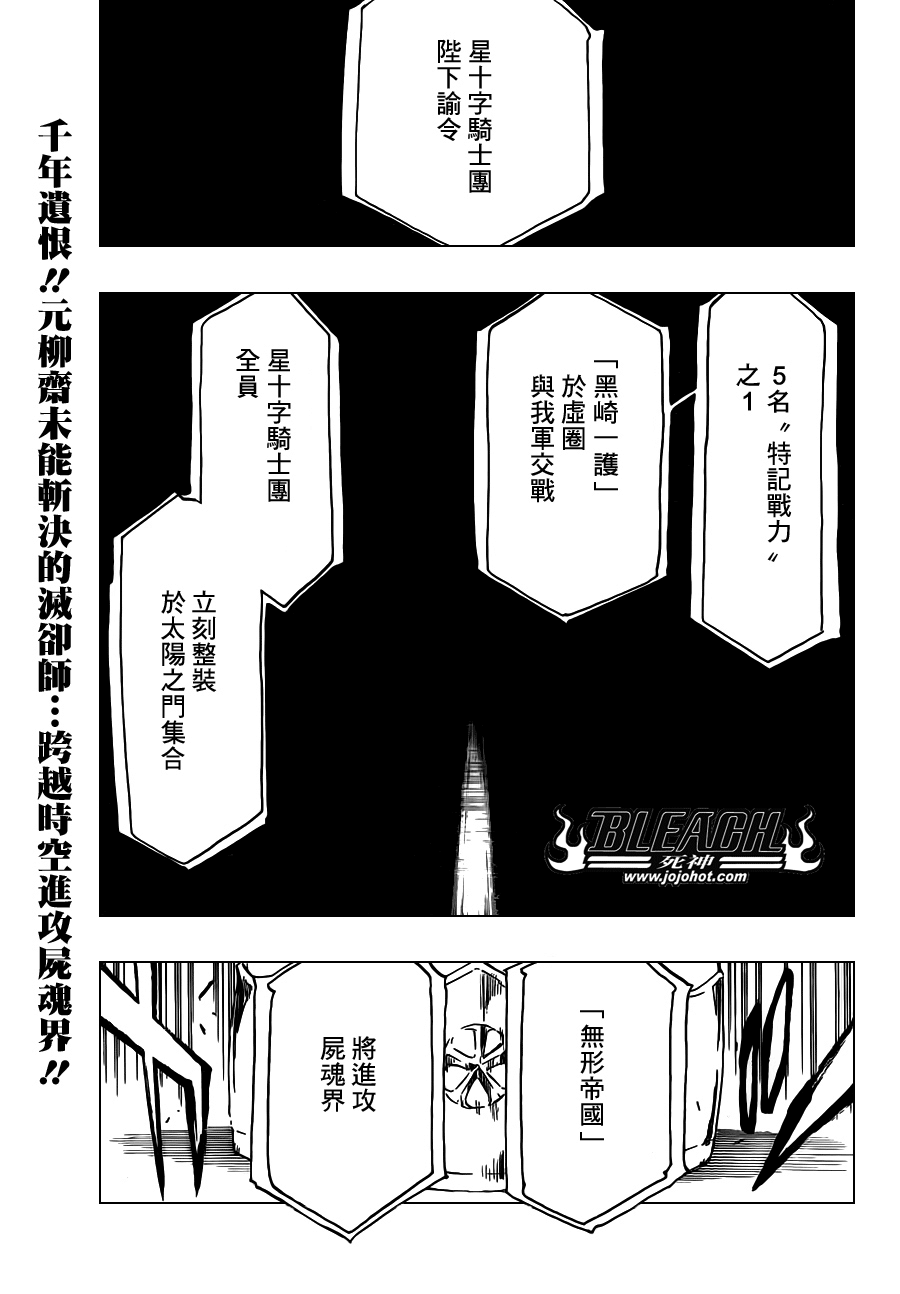 星十字騎士團
陛下諭令
5名〝特記戰力〟
之1
「黑崎一護」
於虛圈
與我軍交戰
星十字騎士團
全員
立刻整裝
於太陽之門集合
BLEACH
死神
www.jojohot.com
「無形帝國」
將進攻
屍魂界
千年遺恨!!元柳齋未能斬決的滅卻師…跨越時空進攻屍魂界!!